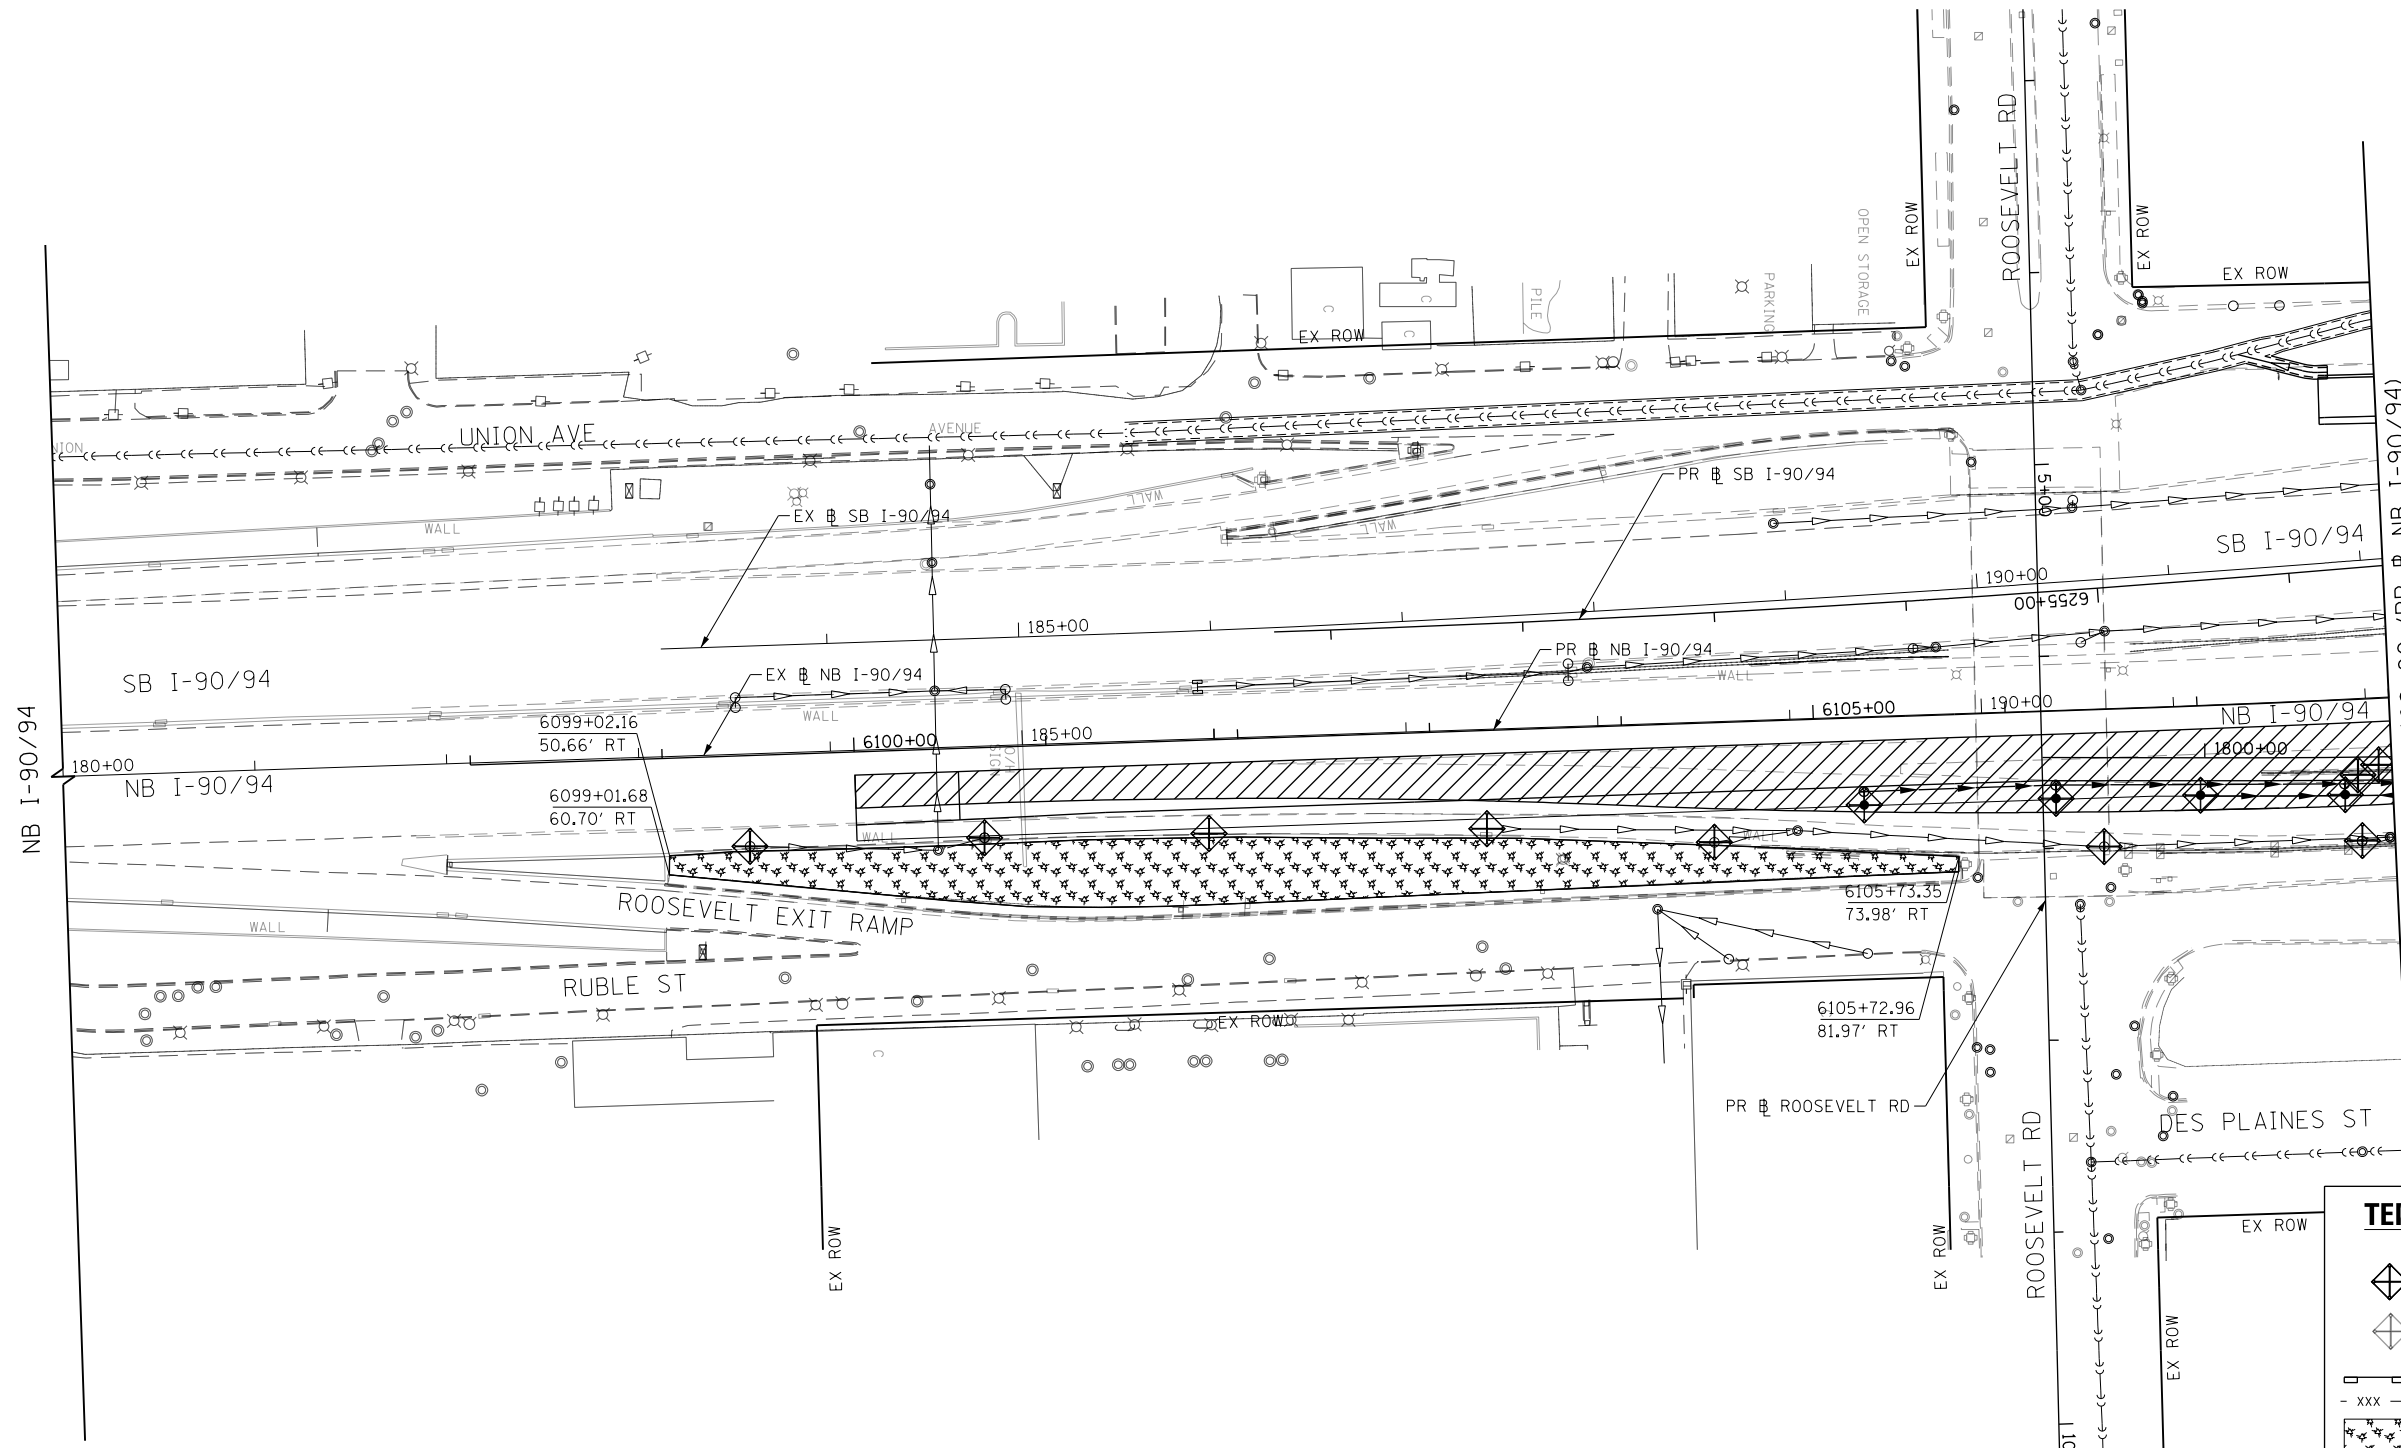 ROOSEVELT RD
EX ROW
EX ROW
EX ROW
OPEN STORAGE
PARKING
PILE
C
C
C
EX ROW
UNION AVE
AVENUE
WALL
WALL
WALL
EX B SB I-90/94
PR B SB I-90/94
5+00
SB I-90/94
190+00
6255+00
185+00
SB I-90/94
EX B NB I-90/94
PR B NB I-90/94
WALL
WALL
6099+02.16
50.66' RT
6100+00
185+00
6105+00
190+00
NB I-90/94
1800+00
O/H
SIGN
180+00
NB I-90/94
NB I-90/94
6099+01.68
60.70' RT
WALL
WALL
ROOSEVELT EXIT RAMP
6105+73.35
73.98' RT
WALL
RUBLE ST
EX ROW
6105+72.96
81.97' RT
C
PR B ROOSEVELT RD
DES PLAINES ST
ROOSEVELT RD
EX ROW
EX ROW
EX ROW
EX ROW
XXX